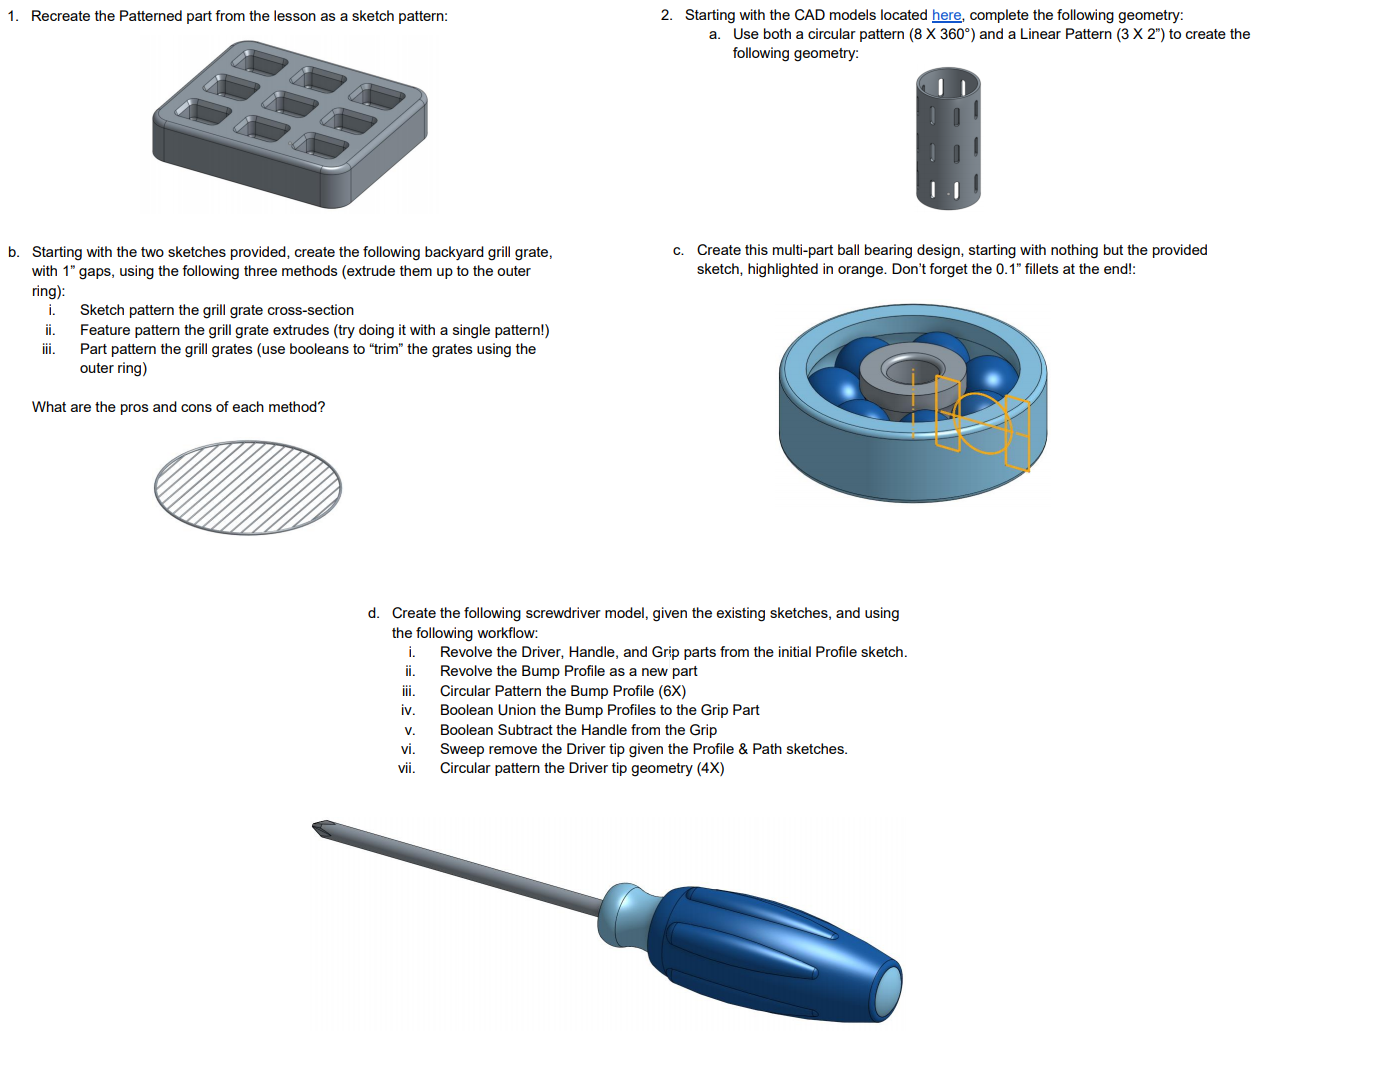 1. Recreate the Patterned part from the lesson as a sketch pattern:
2. Starting with the CAD models located here, complete the following geometry:
a. Use both a circular pattern (8 X 360°) and a Linear Pattern (3 X 2”) to create the
following geometry:
b. Starting with the two sketches provided, create the following backyard grill grate,
with 1” gaps, using the following three methods (extrude them up to the outer
ring):
i. Sketch pattern the grill grate cross-section
ii. Feature pattern the grill grate extrudes (try doing it with a single pattern!)
iii. Part pattern the grill grates (use booleans to “trim” the grates using the
outer ring)
What are the pros and cons of each method?
c. Create this multi-part ball bearing design, starting with nothing but the provided
sketch, highlighted in orange. Don’t forget the 0.1” fillets at the end!:
d. Create the following screwdriver model, given the existing sketches, and using
the following workflow:
i. Revolve the Driver, Handle, and Grip parts from the initial Profile sketch.
ii. Revolve the Bump Profile as a new part
iii. Circular Pattern the Bump Profile (6X)
iv. Boolean Union the Bump Profiles to the Grip Part
v. Boolean Subtract the Handle from the Grip
vi. Sweep remove the Driver tip given the Profile & Path sketches.
vii. Circular pattern the Driver tip geometry (4X)